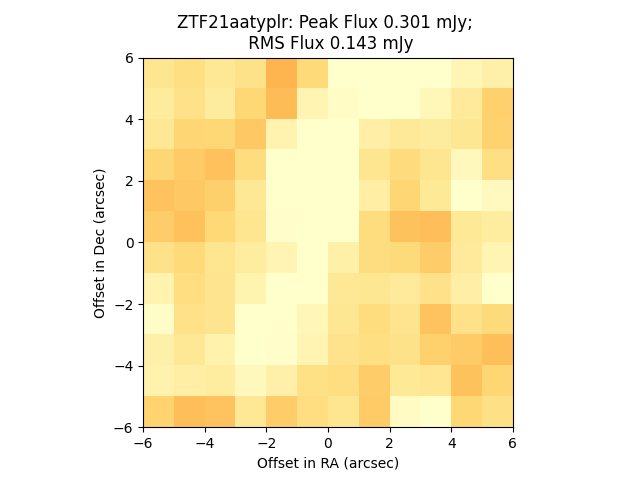 ZTF21aatyplr: Peak Flux 0.301 mJy;
RMS Flux 0.143 mJy
6
4
2
0
−2
−4
−6
Offset in Dec (arcsec)
−6 −4 −2 0 2 4 6
Offset in RA (arcsec)